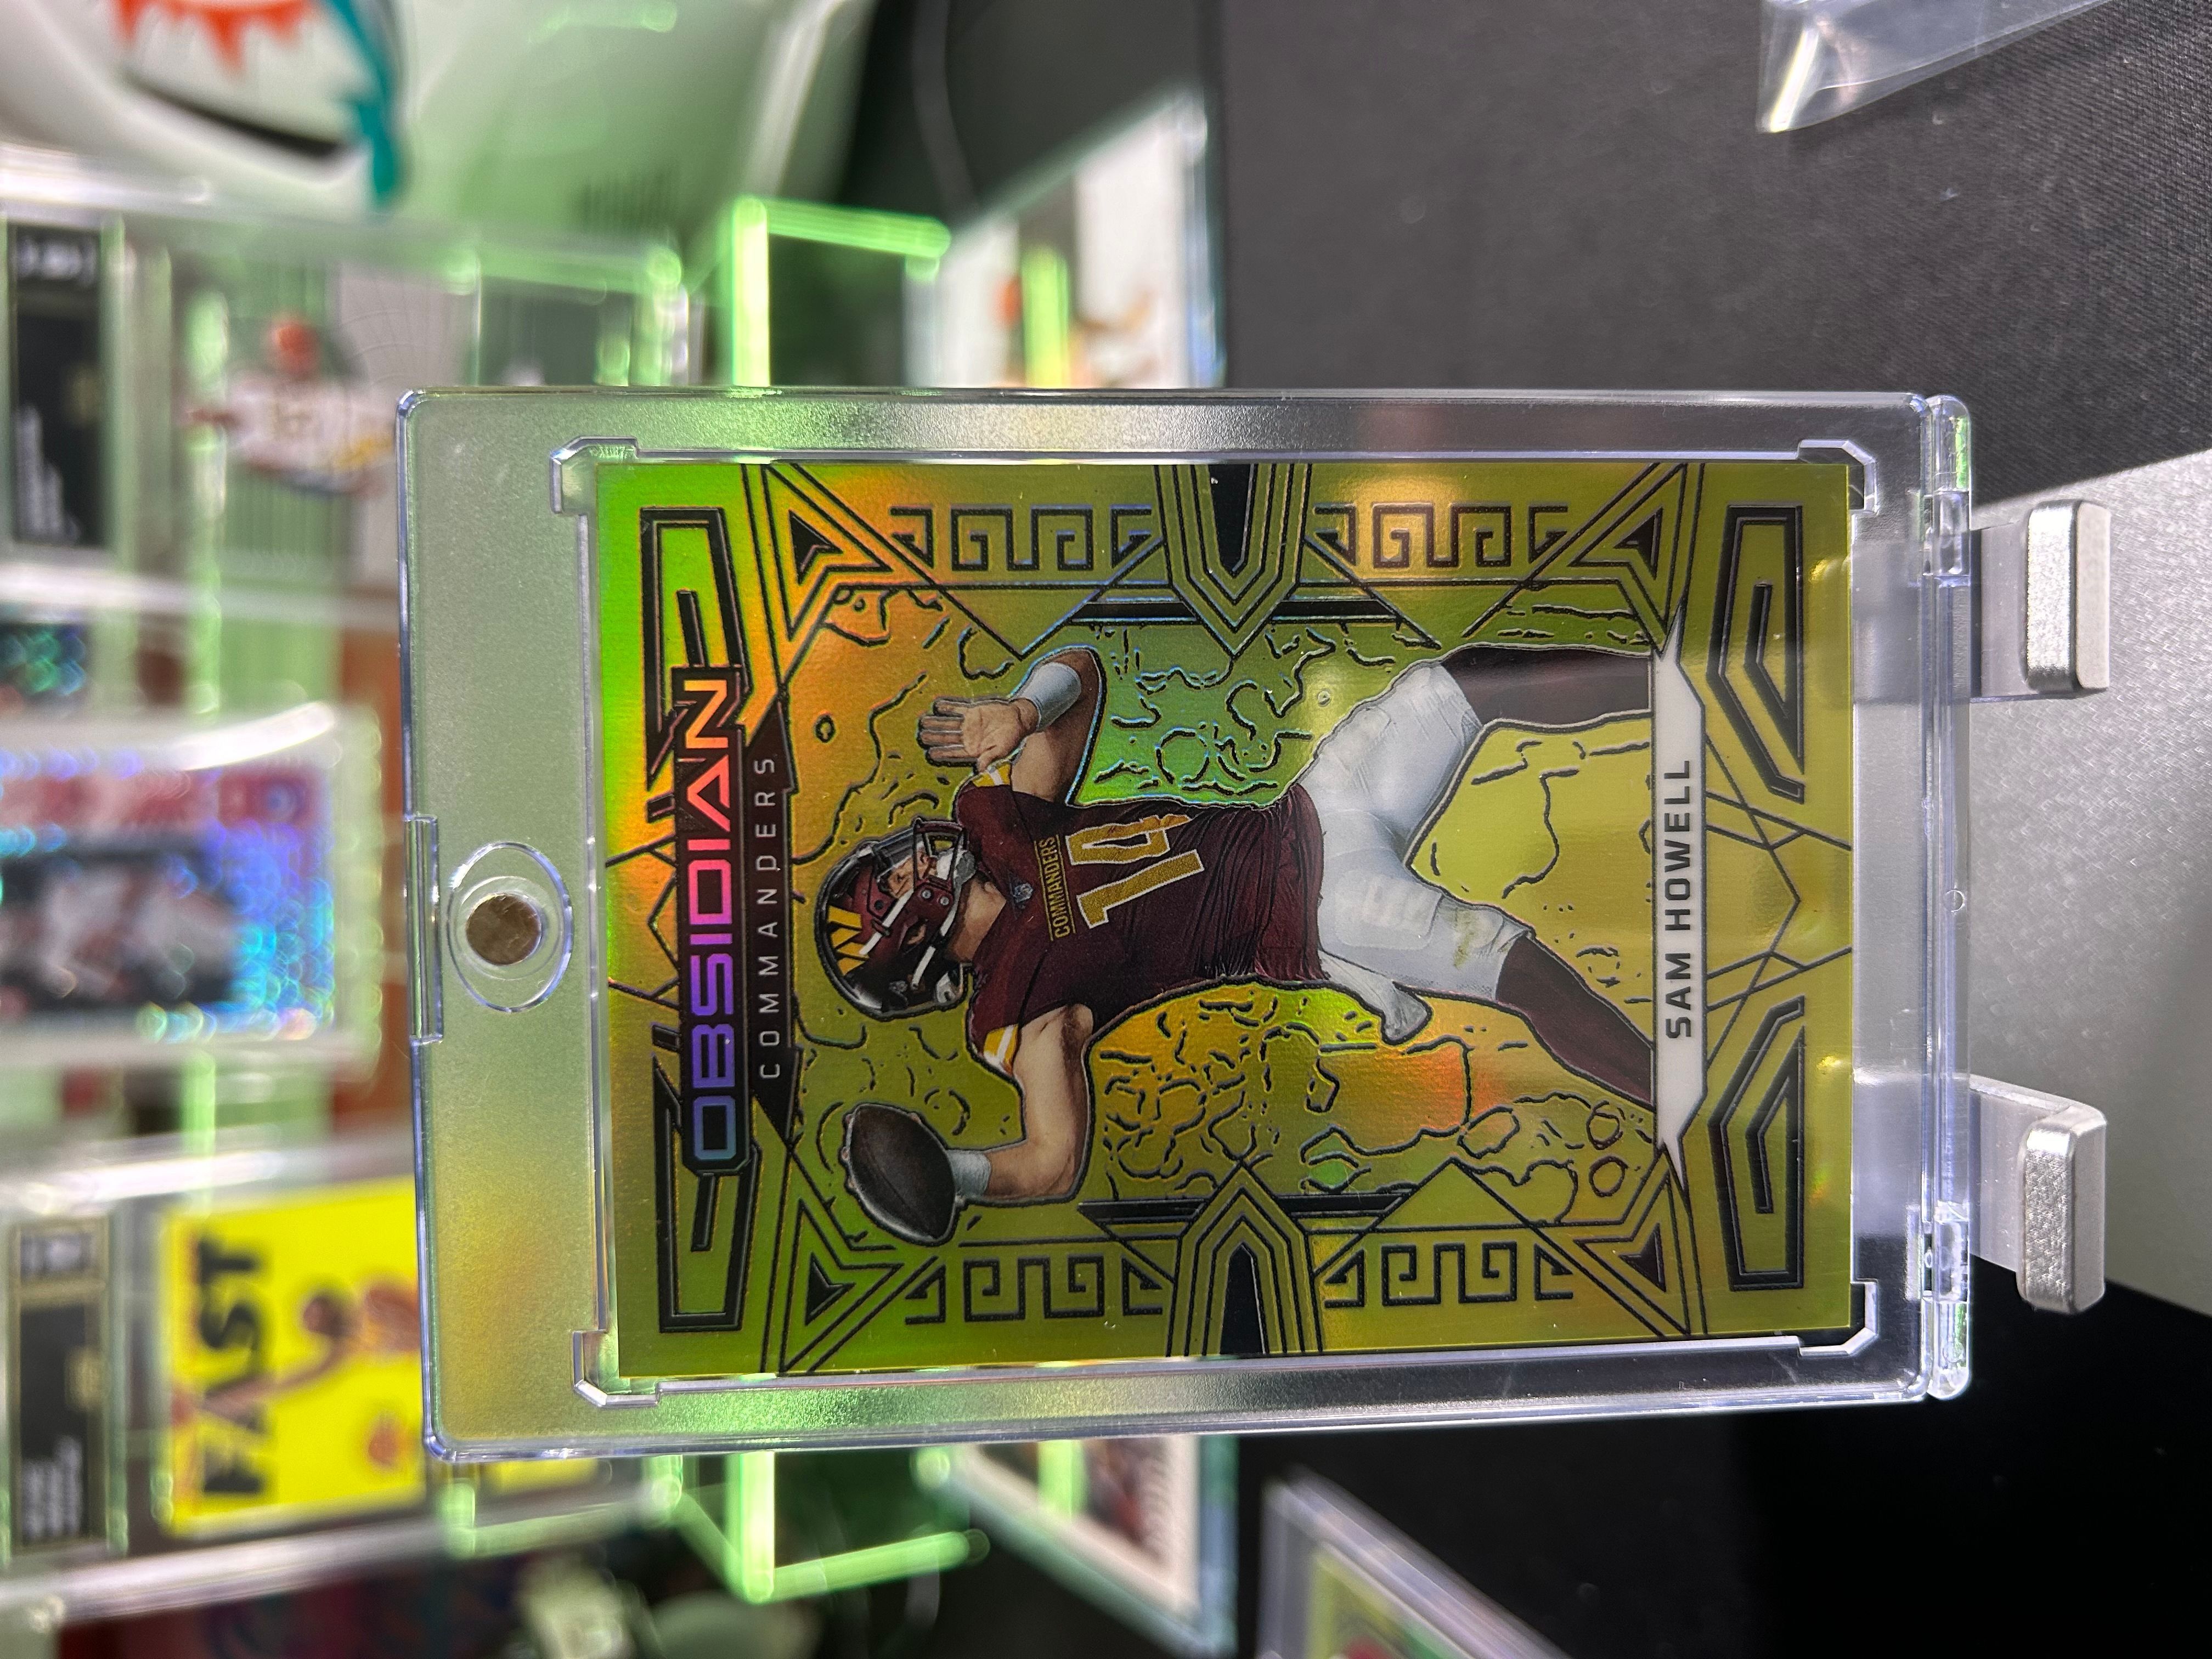 OBSIDIAN
COMMANDERS
COMMANDERS
14
SAM HOWELL
FAST